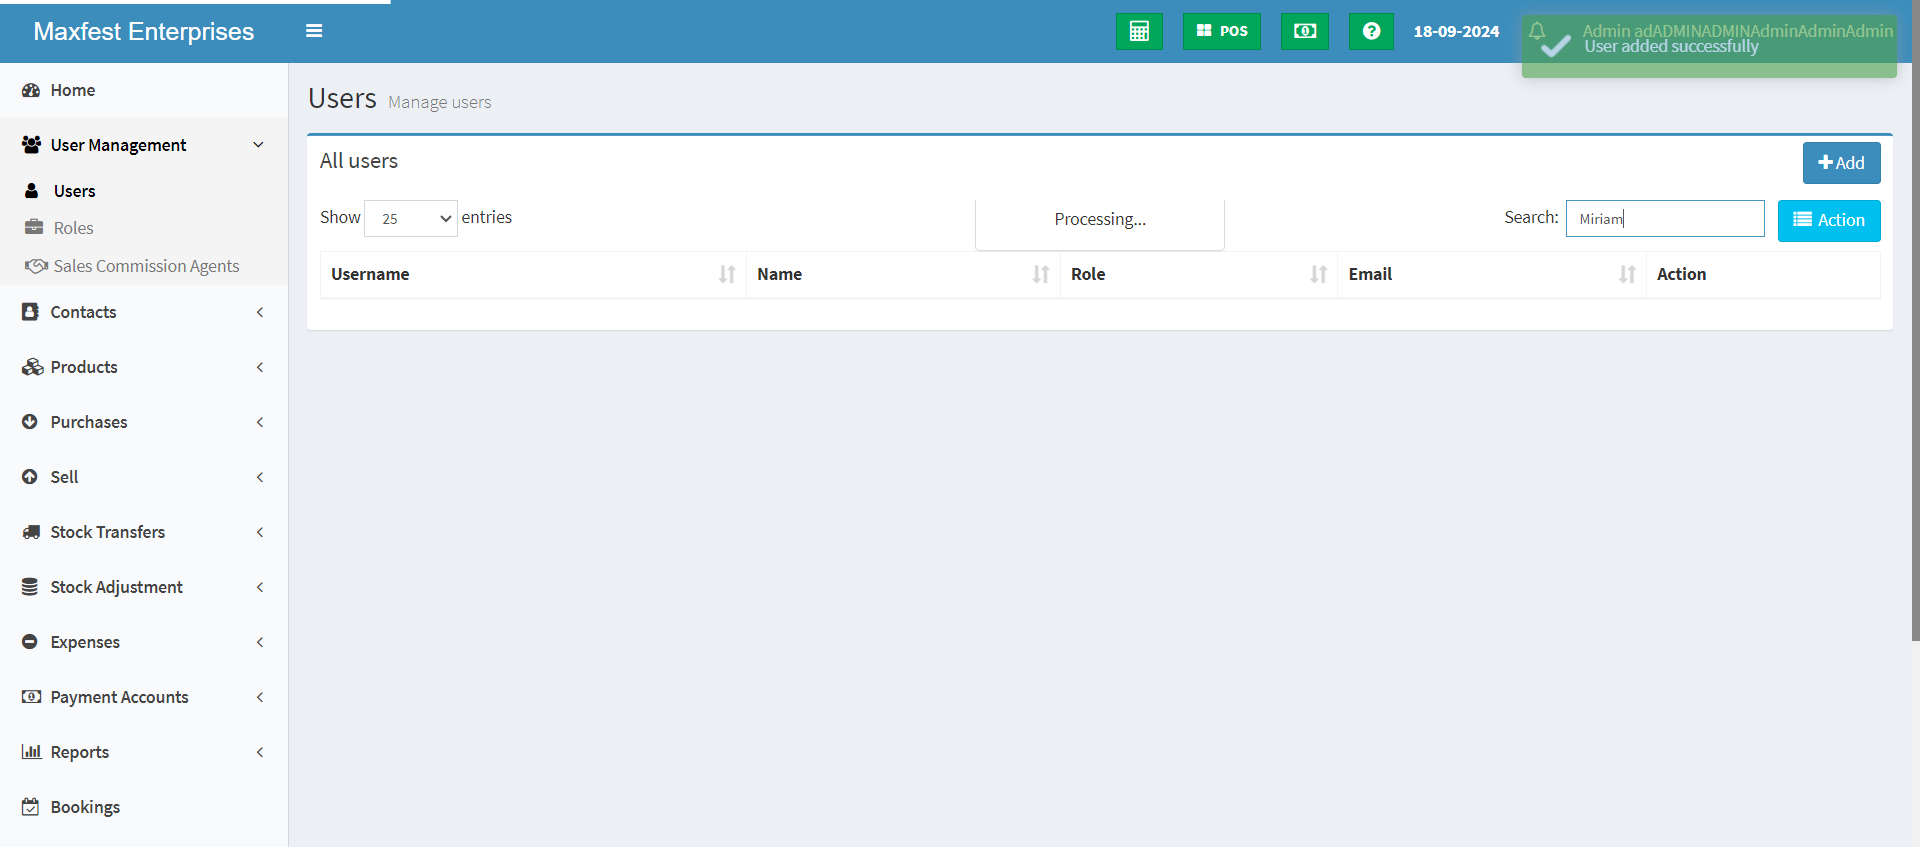 Maxfest Enterprises
POS
18-09-2024
Admin adADMINADMINAdminAdminAdmin
User added successfully
Home
User Management
Users
Roles
Sales Commission Agents
Contacts
Products
Purchases
Sell
Stock Transfers
Stock Adjustment
Expenses
Payment Accounts
Reports
Bookings
Users Manage users
All users
Add
Show 25 entries
Processing...
Search: Miriam
Action
Username Name Role Email Action